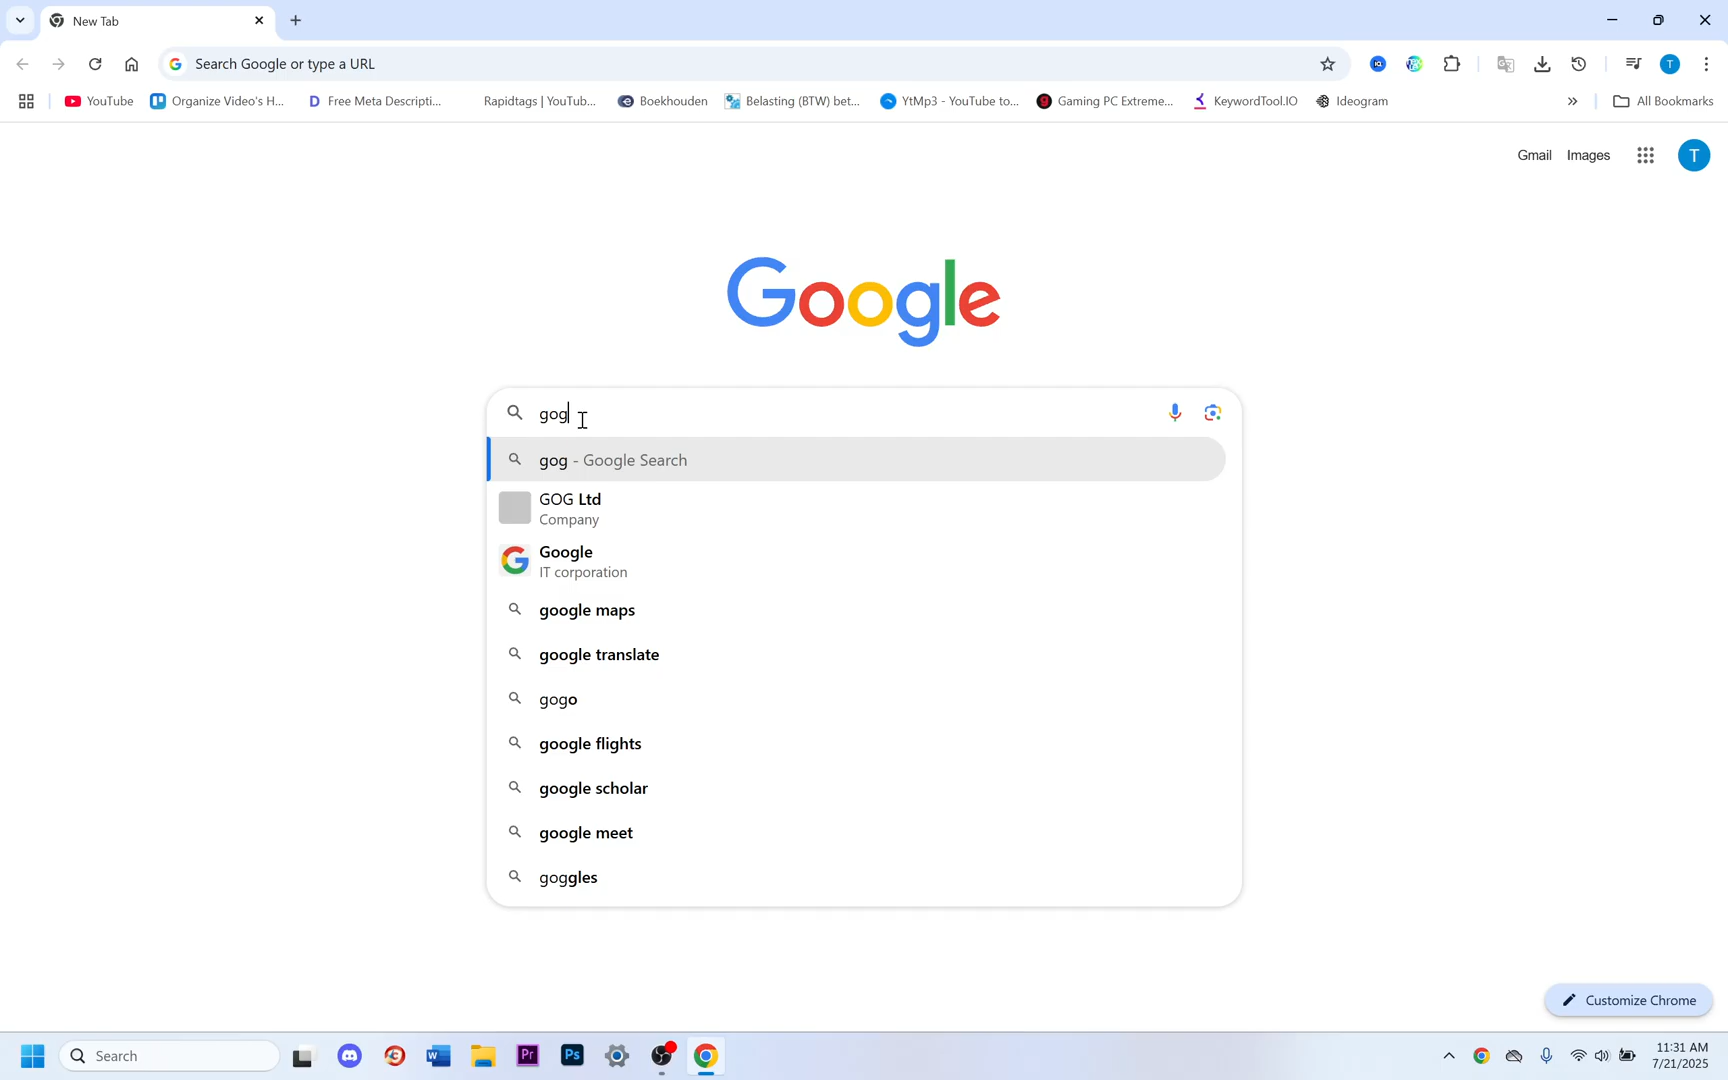 New Tab
Search Google or type a URL
YouTube
Organize Video's H...
Free Meta Descripti...
Rapidtags | YouTub...
Boekhouden
Belasting (BTW) bet...
YtMp3 - YouTube to...
Gaming PC Extreme...
KeywordTool.IO
Ideogram
All Bookmarks
Gmail
Images
T
Google
gog
gog - Google Search
GOG Ltd
Company
Google
IT corporation
google maps
google translate
gogo
google flights
google scholar
google meet
goggles
Customize Chrome
Search
11:31 AM
7/21/2025